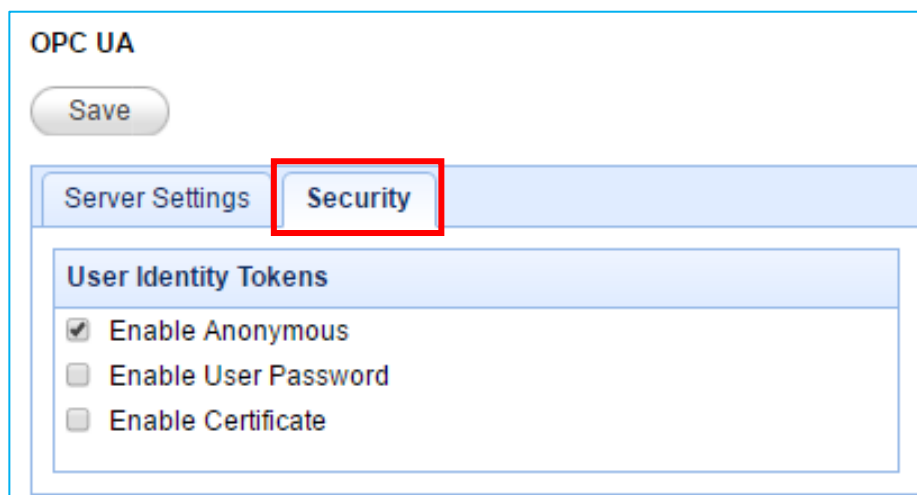 OPC UA
Save
Server Settings Security
User Identity Tokens
Enable Anonymous
Enable User Password
Enable Certificate